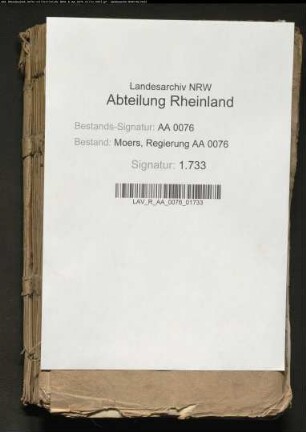 Landesarchiv NRW
Abteilung Rheinland
Bestands-Signatur: AA 0076
Bestand: Moers, Regierung AA 0076
Signatur: 1.733
LAV_R_AA_0076_01733